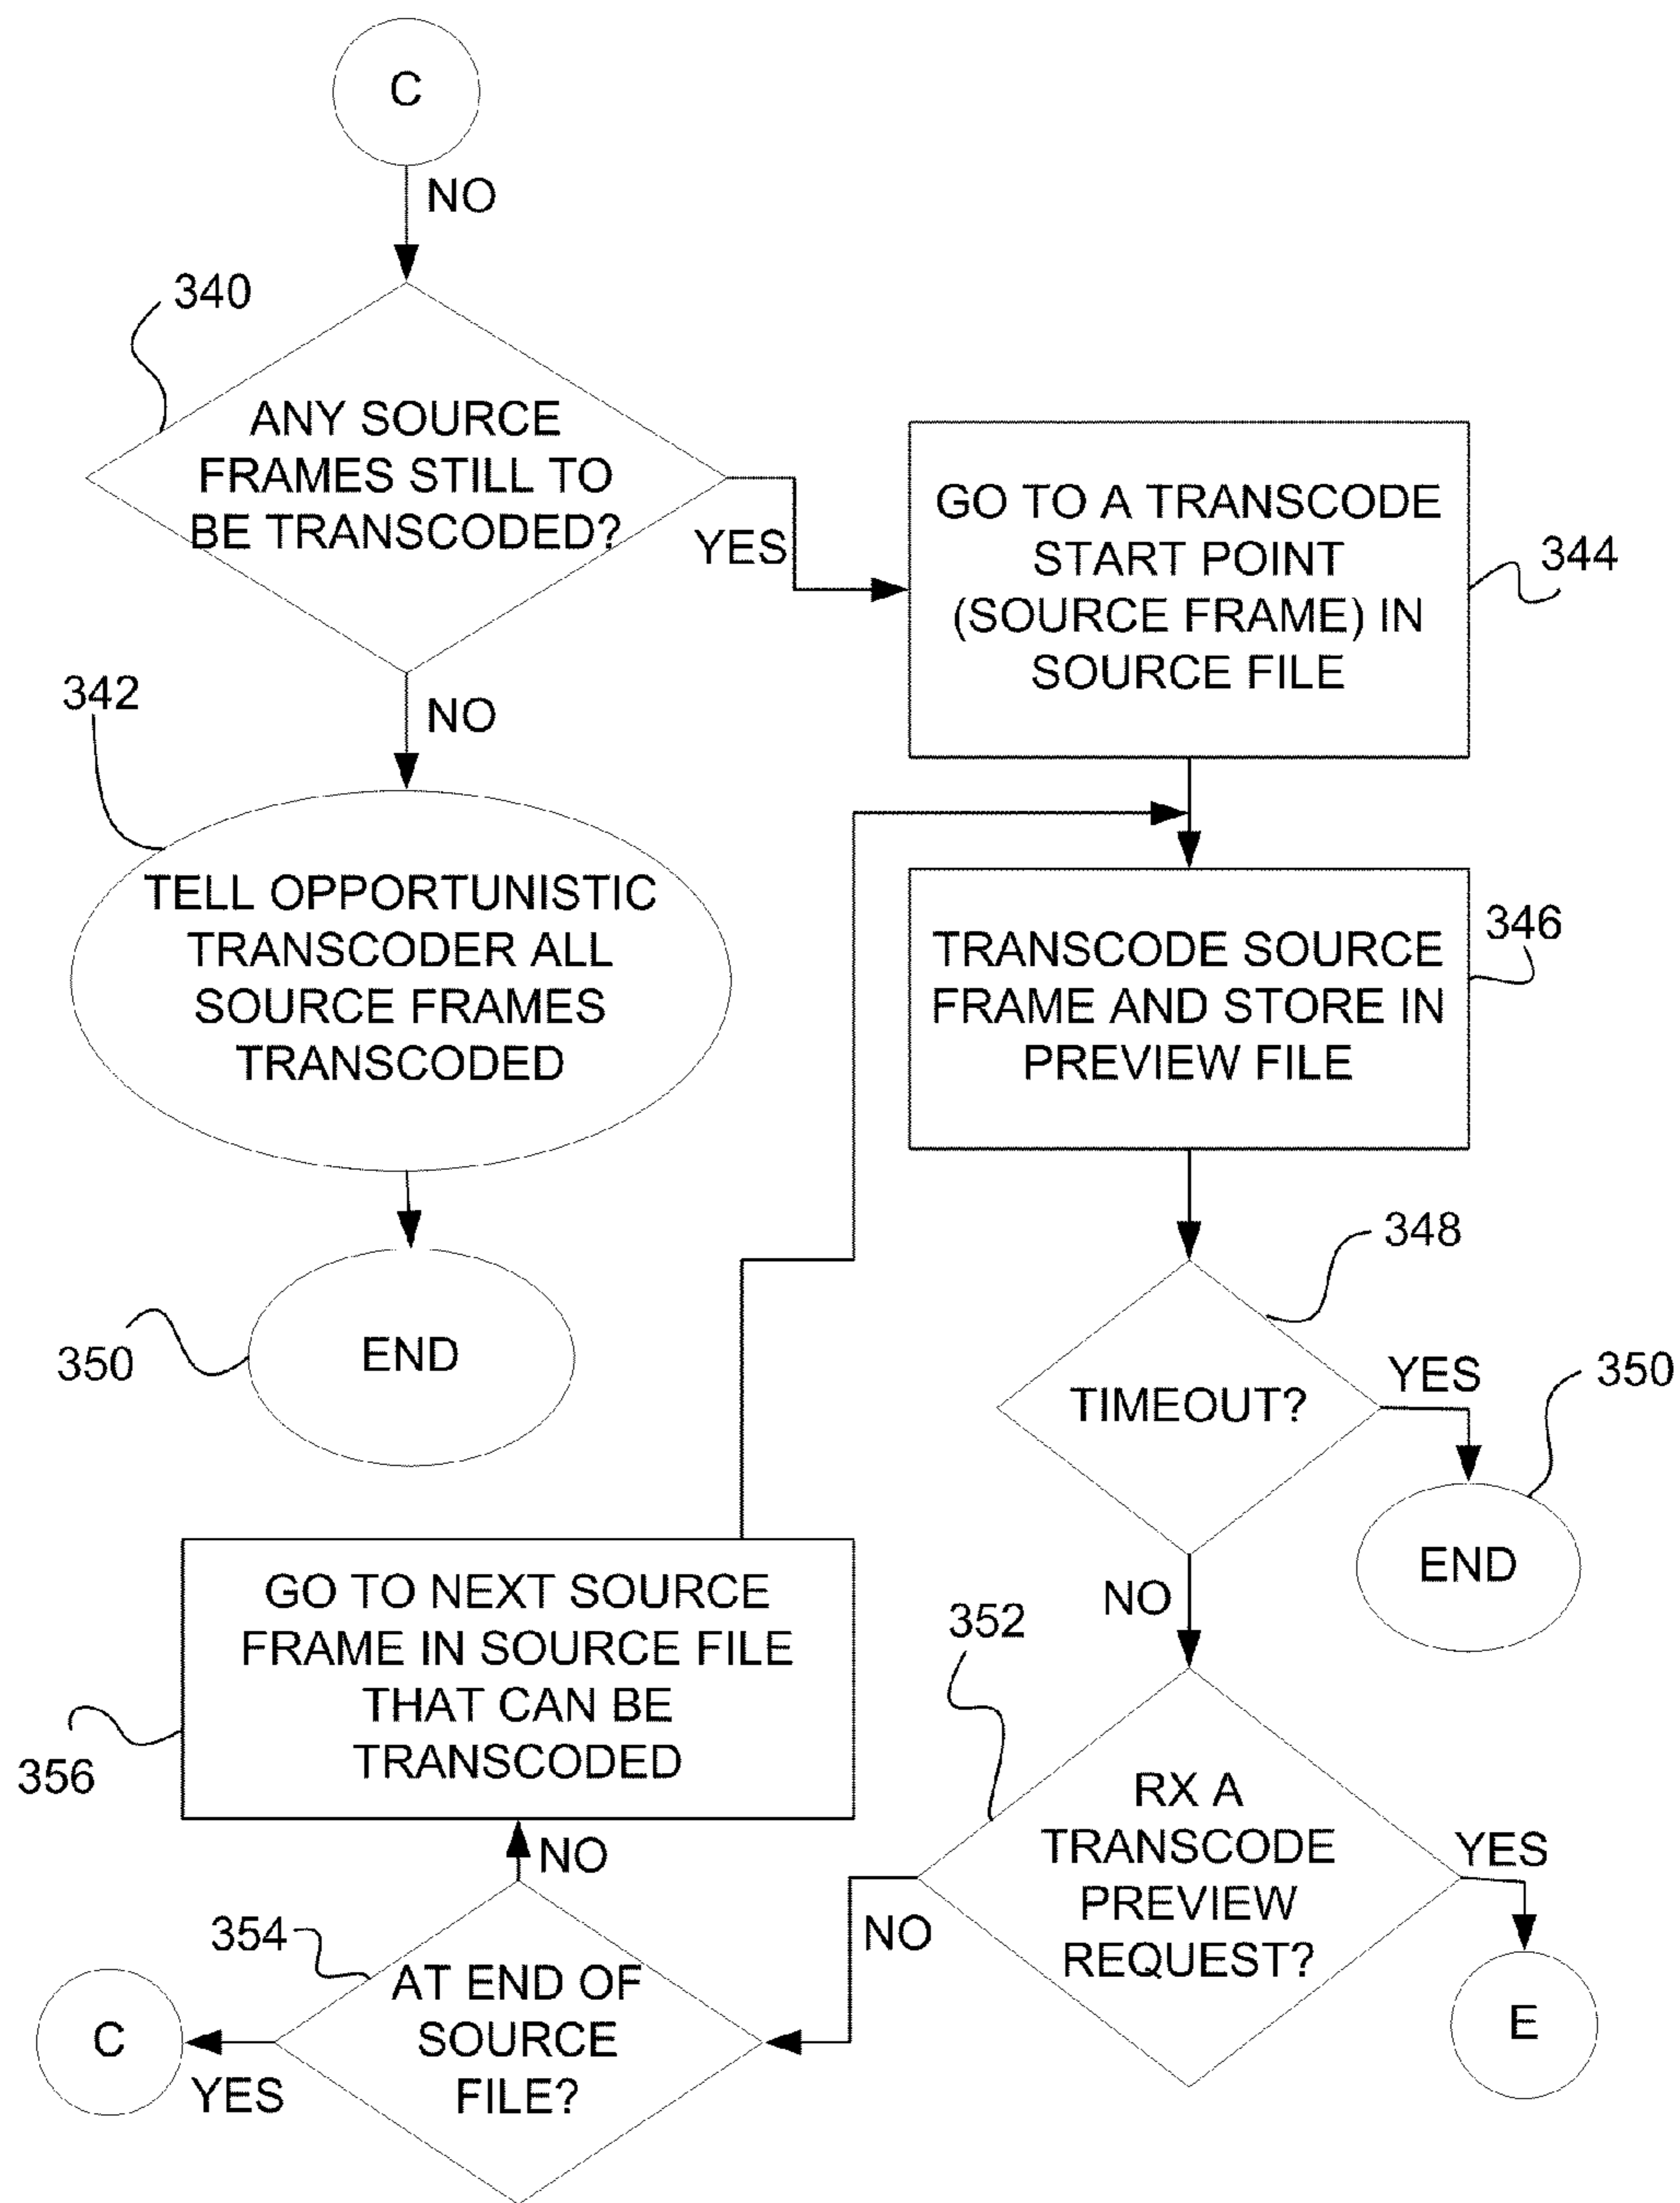 C
NO
340
ANY SOURCE
FRAMES STILL TO
BE TRANSCODED?
YES
NO
342
TELL OPPORTUNISTIC
TRANSCODER ALL
SOURCE FRAMES
TRANSCODED
350
END
GO TO A TRANSCODE
START POINT
(SOURCE FRAME) IN
SOURCE FILE
344
TRANSCODE SOURCE
FRAME AND STORE IN
PREVIEW FILE
346
348
TIMEOUT?
YES
350
END
NO
352
RX A
TRANSCODE
PREVIEW
REQUEST?
YES
E
NO
354
AT END OF
SOURCE
FILE?
YES
C
NO
GO TO NEXT SOURCE
FRAME IN SOURCE FILE
THAT CAN BE
TRANSCODED
356